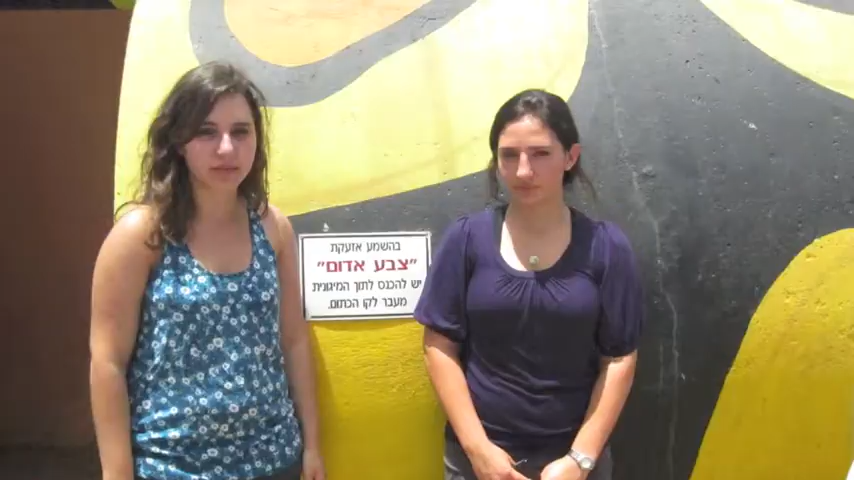 בהשמע אזעקת
"צבע אדום"
יש להכנס לתוך המיגונית
מעבר לקו הכתום.